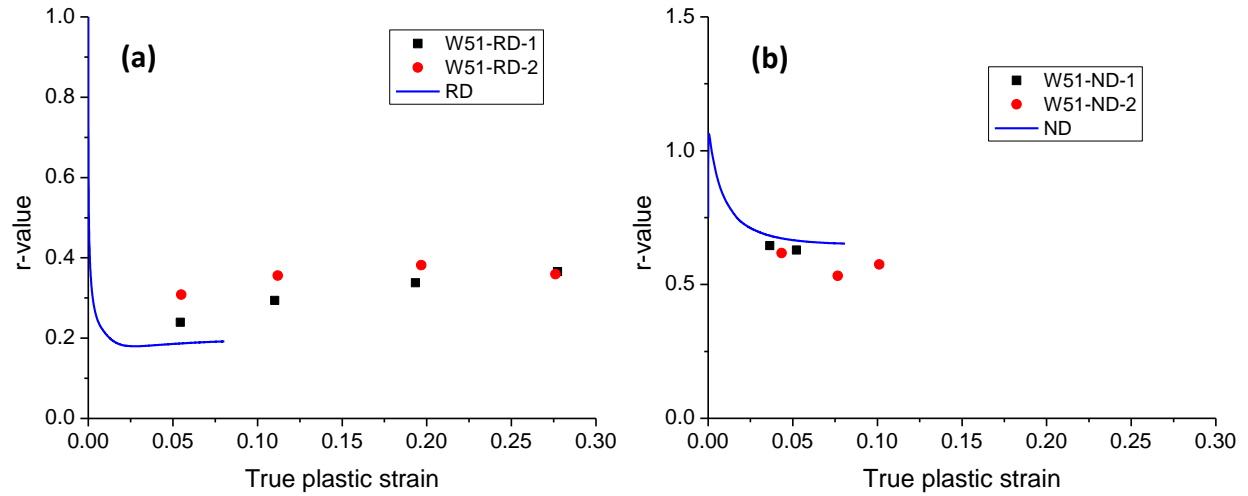 (a)
W51-RD-1
W51-RD-2
RD
1.0
0.8
0.6
0.4
0.2
0.0
r-value
0.00 0.05 0.10 0.15 0.20 0.25 0.30
True plastic strain
(b)
W51-ND-1
W51-ND-2
ND
1.5
1.0
0.5
0.0
r-value
0.00 0.05 0.10 0.15 0.20 0.25 0.30
True plastic strain